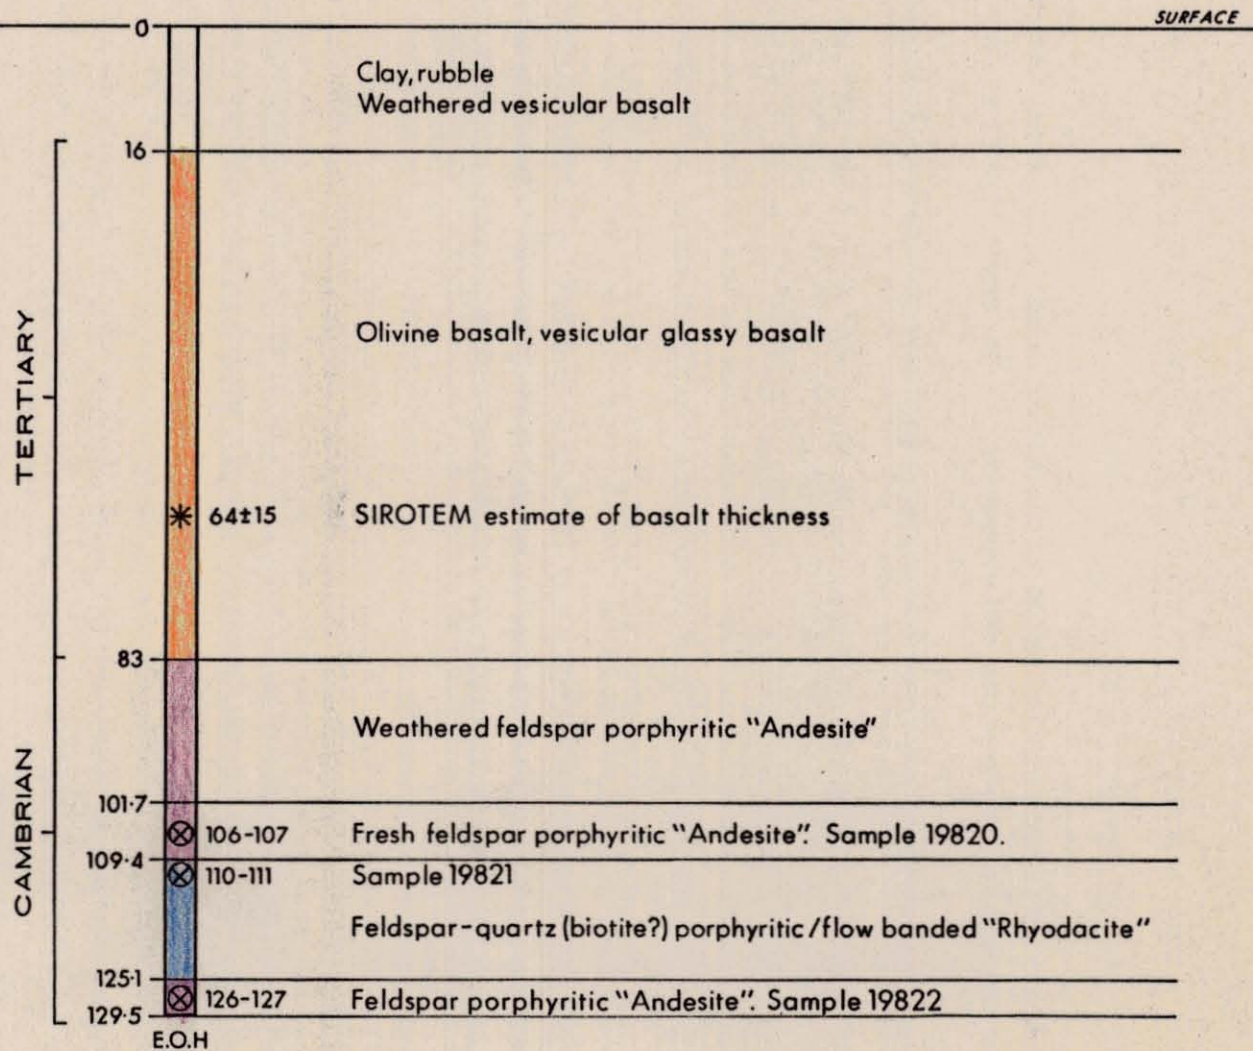 0
SURFACE
Clay, rubble
Weathered vesicular basalt
16
TERTIARY
Olivine basalt, vesicular glassy basalt
64±15 SIROTEM estimate of basalt thickness
83
CAMBRIAN
Weathered feldspar porphyritic "Andesite"
101·7
106-107 Fresh feldspar porphyritic "Andesite". Sample 19820.
109·4
110-111 Sample 19821
Feldspar-quartz (biotite?) porphyritic/flow banded "Rhyodacite"
125·1
126-127 Feldspar porphyritic "Andesite". Sample 19822
129·5
E.O.H